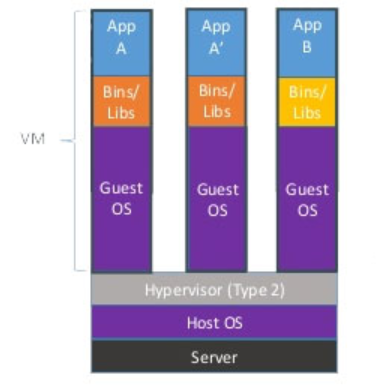 App
A
App
A’
App
B
Bins/
Libs
Bins/
Libs
Bins/
Libs
VM
Guest
OS
Guest
OS
Guest
OS
Hypervisor (Type 2)
Host OS
Server